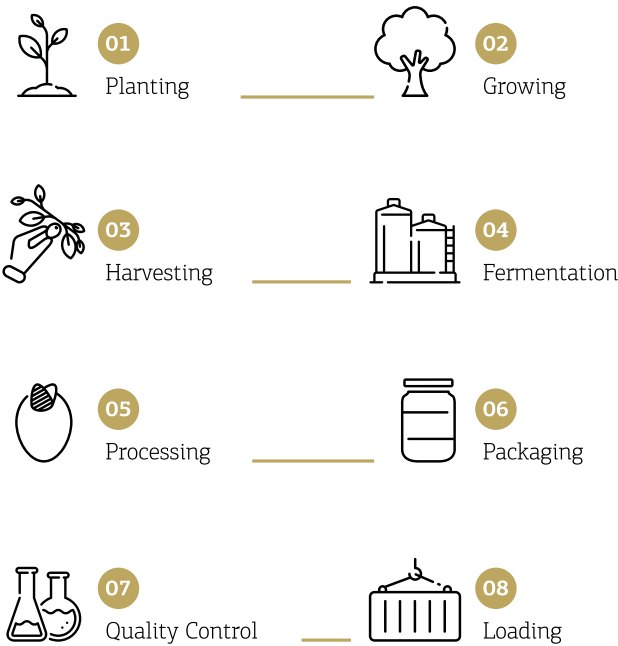 01
Planting
02
Growing
03
Harvesting
04
Fermentation
05
Processing
06
Packaging
07
Quality Control
08
Loading